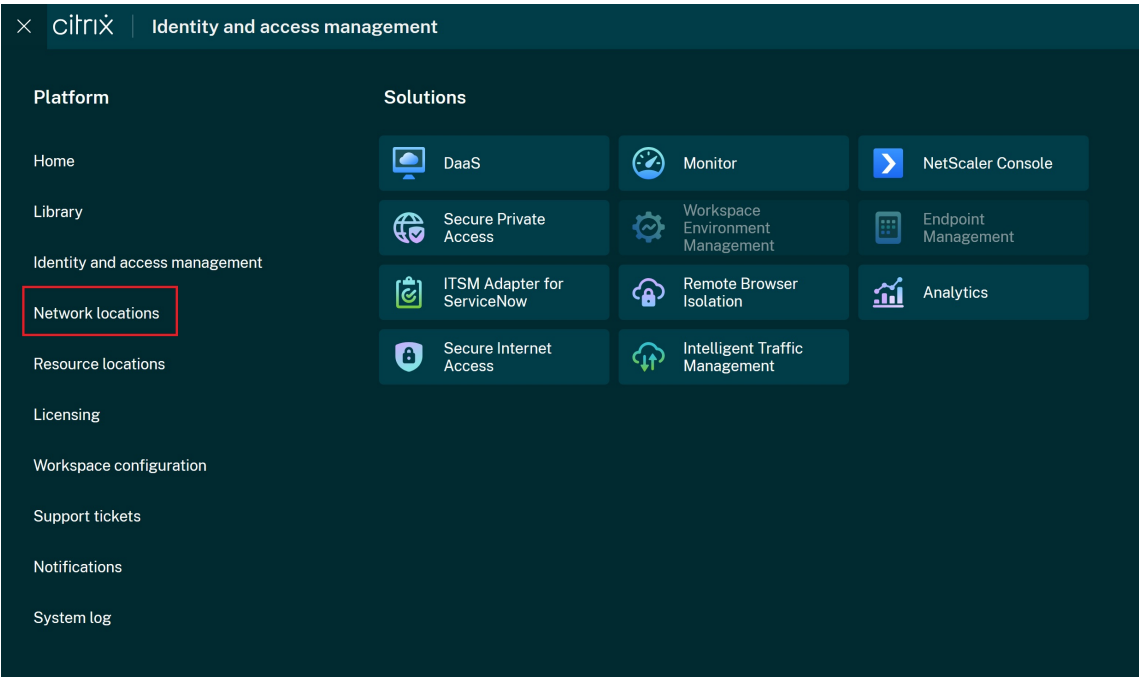 citrix
Identity and access management
Platform
Home
Library
Identity and access management
Network locations
Resource locations
Licensing
Workspace configuration
Support tickets
Notifications
System log
Solutions
DaaS
Monitor
NetScaler Console
Secure Private
Access
Workspace
Environment
Management
Endpoint
Management
ITSM Adapter for
ServiceNow
Remote Browser
Isolation
Analytics
Secure Internet
Access
Intelligent Traffic
Management